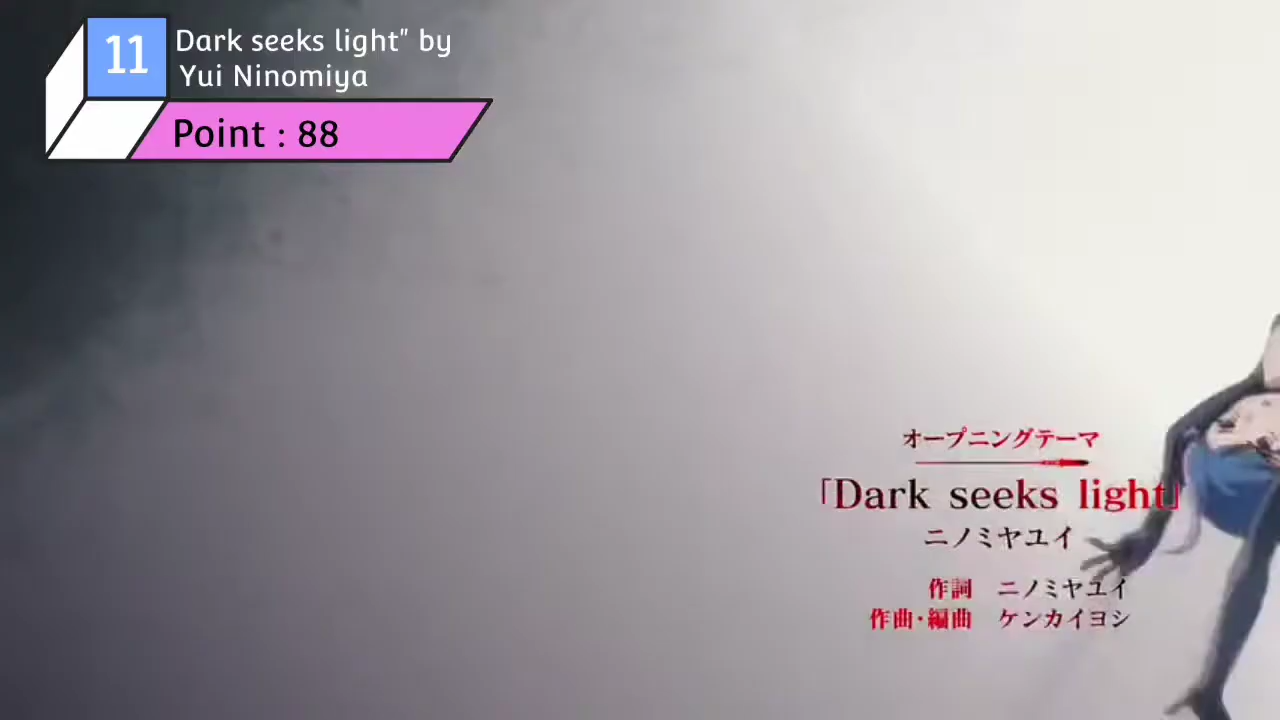 11
Dark seeks light" by
Yui Ninomiya
Point : 88
オープニングテーマ
「Dark seeks light」
ニノミヤユイ
作詞 ニノミヤユイ
作曲・編曲 ケンカイヨシ